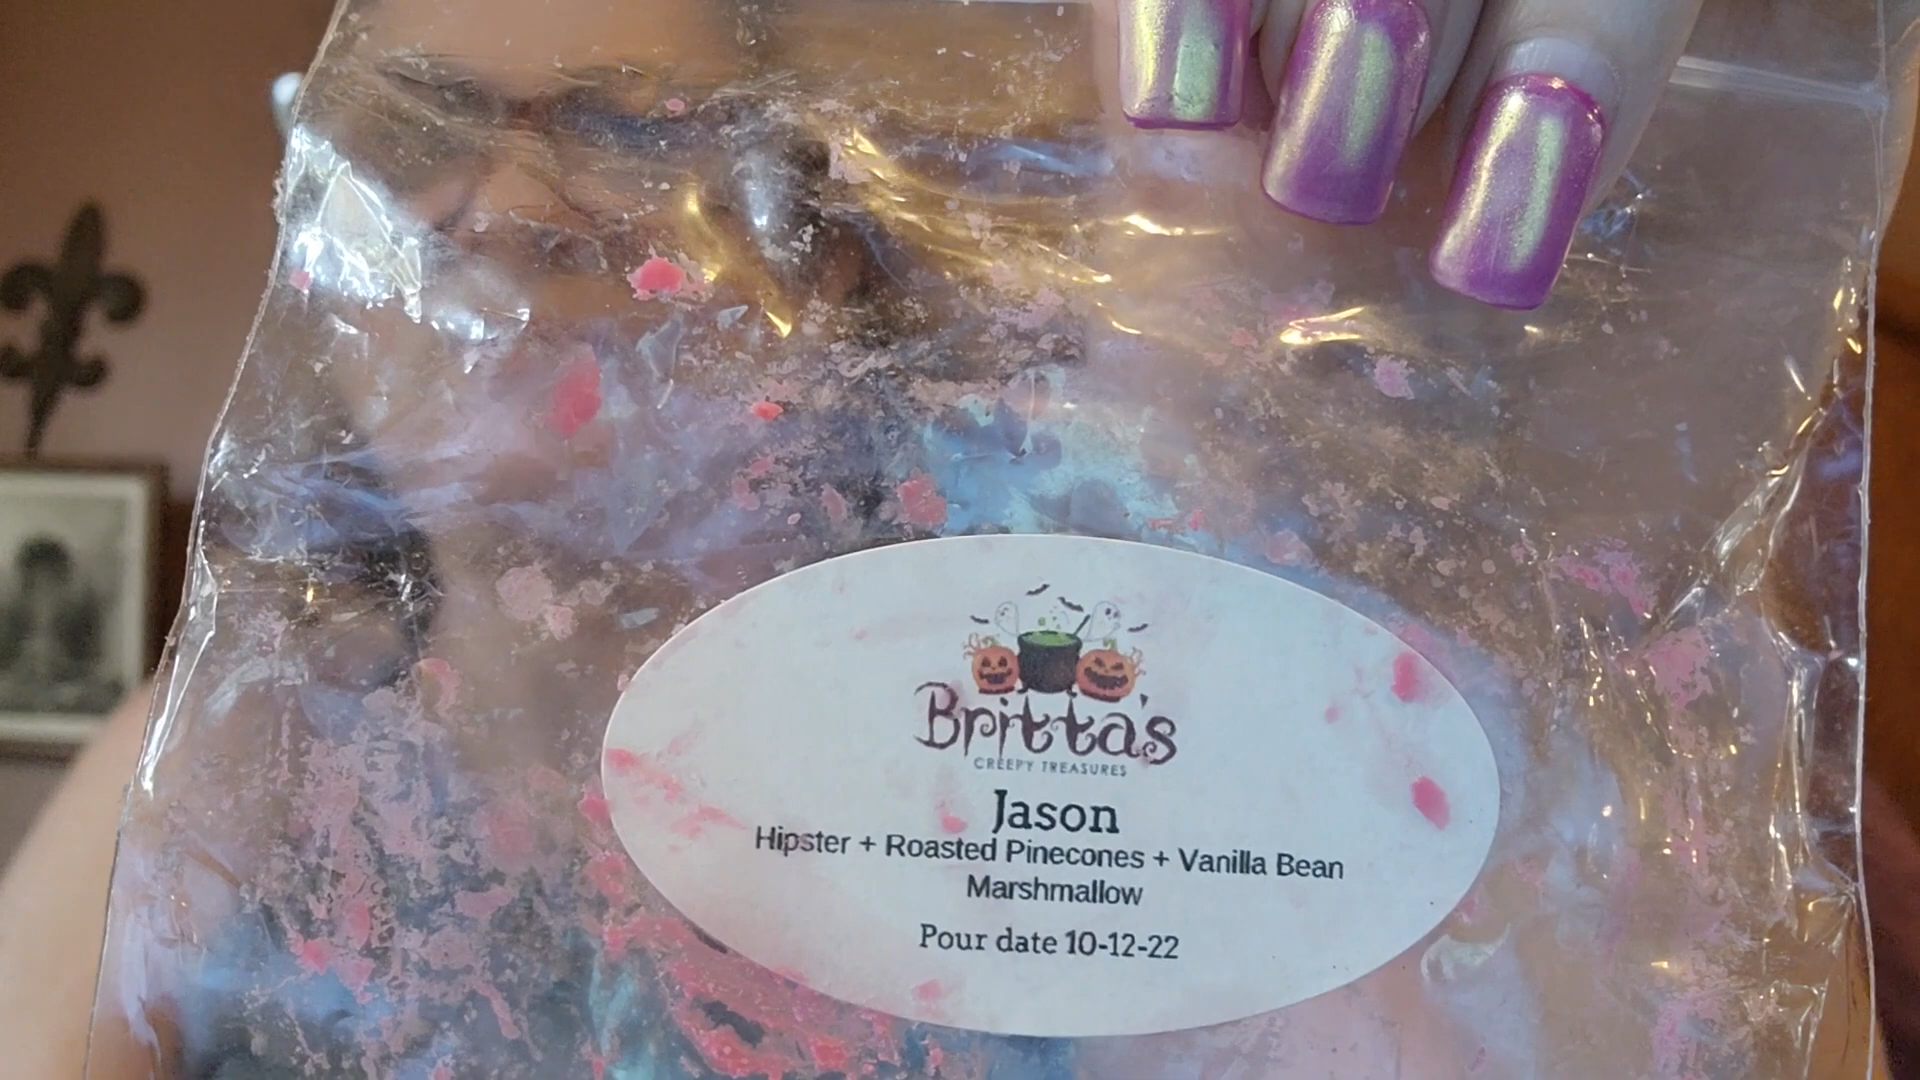 Britta's
CREEPY TREASURES
Jason
Hipster + Roasted Pinecones + Vanilla Bean
Marshmallow
Pour date 10-12-22